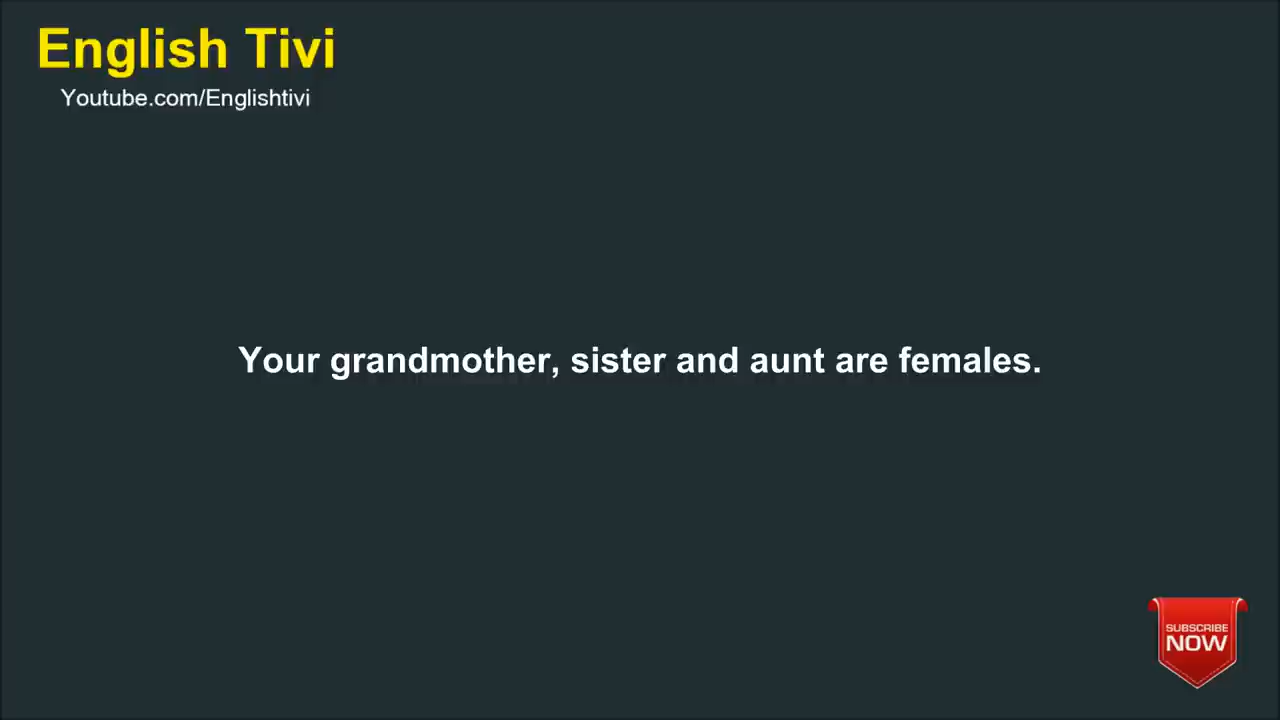 English Tivi
Youtube.com/Englishtivi
Your grandmother, sister and aunt are females.
SUBSCRIBE
NOW